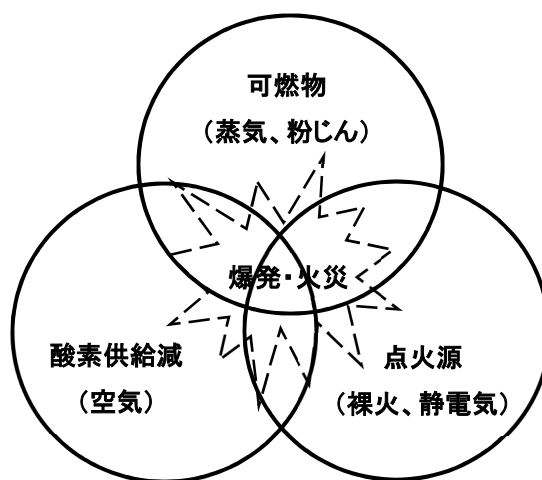 可燃物
（蒸気、粉じん）
爆発・火災
酸素供給減
（空気）
点火源
（裸火、静電気）